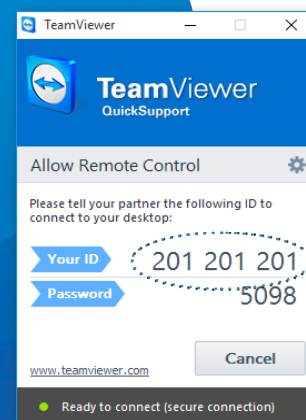 TeamViewer
TeamViewer
QuickSupport
Allow Remote Control
Please tell your partner the following ID to
connect to your desktop:
Your ID 201 201 201
Password 5098
Cancel
www.teamviewer.com
Ready to connect (secure connection)